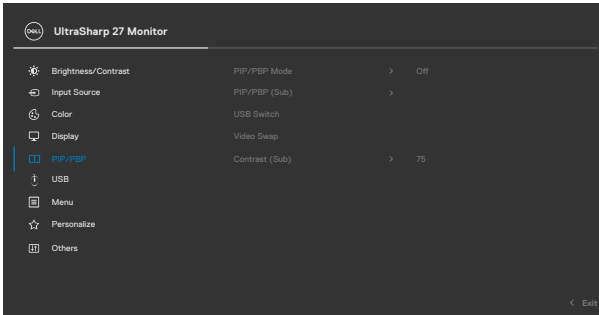 DELL UltraSharp 27 Monitor
Brightness/Contrast PIP/PBP Mode > Off
Input Source PIP/PBP (Sub) >
Color USB Switch
Display Video Swap
PIP/PBP Contrast (Sub) > 75
USB
Menu
Personalize
Others
< Exit